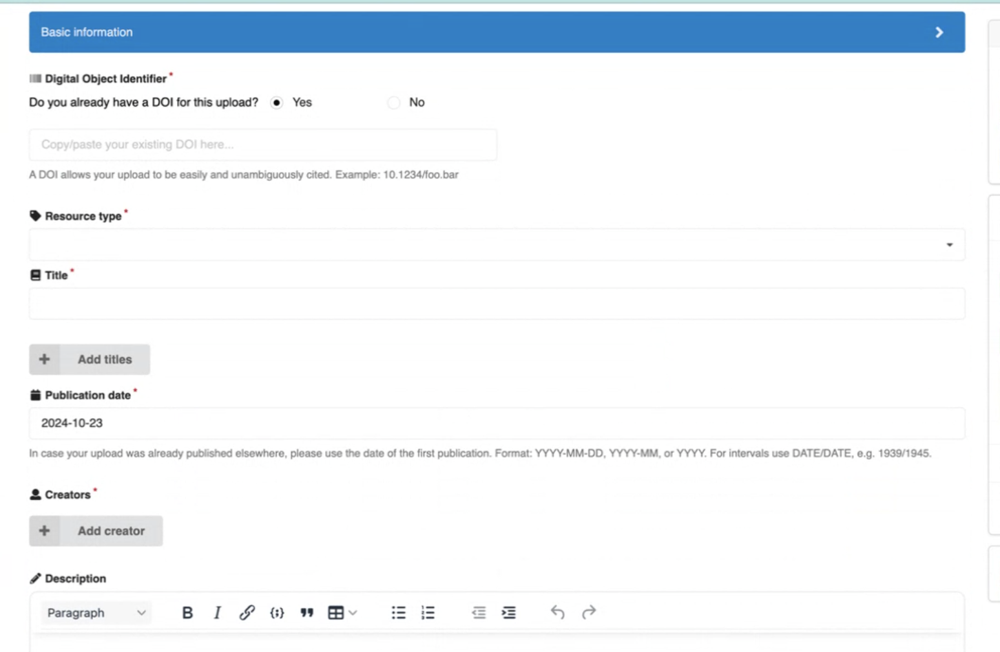 Basic information
Digital Object Identifier*
Do you already have a DOI for this upload? Yes No
Copy/paste your existing DOI here...
A DOI allows your upload to be easily and unambiguously cited. Example: 10.1234/foo.bar
Resource type*
Title*
Add titles
Publication date*
2024-10-23
In case your upload was already published elsewhere, please use the date of the first publication. Format: YYYY-MM-DD, YYYY-MM, or YYYY. For intervals use DATE/DATE, e.g. 1939/1945.
Creators*
Add creator
Description
Paragraph B I